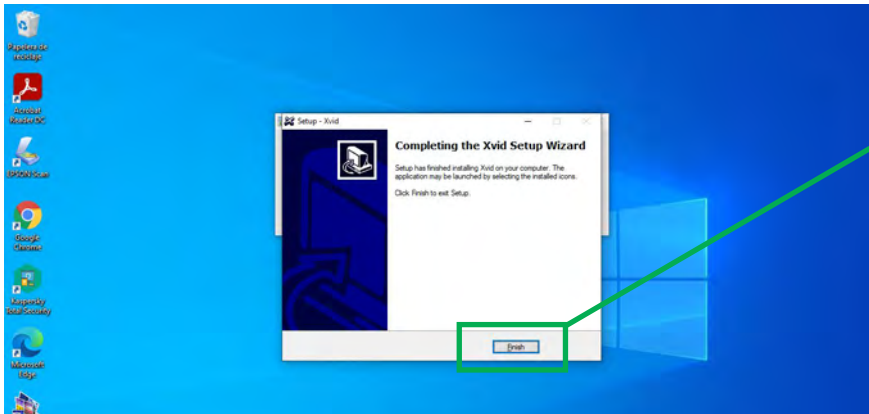 Papelera de
reciclaje
Acrobat
Reader DC
EPSON Scan
Google
Chrome
Kaspersky
Total Security
Microsoft
Edge
Setup - Xvid
Completing the Xvid Setup Wizard
Setup has finished installing Xvid on your computer. The
application may be launched by selecting the installed icons.
Click Finish to exit Setup.
Finish